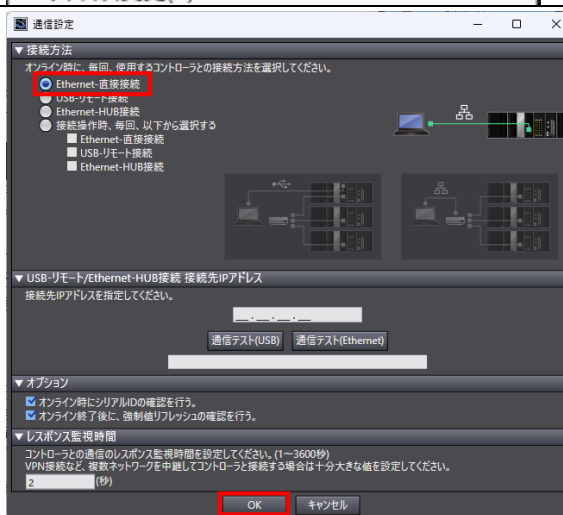 通信設定
▼接続方法
オンライン時に、毎回、使用するコントローラとの接続方法を選択してください。
Ethernet-直接接続
USB-リモート接続
Ethernet-HUB接続
接続操作時、毎回、以下から選択する
Ethernet-直接接続
USB-リモート接続
Ethernet-HUB接続
▼USB-リモート/Ethernet-HUB接続 接続先IPアドレス
接続先IPアドレスを指定してください。
__.__.__.__
通信テスト(USB) 通信テスト(Ethernet)
▼オプション
オンライン時にシリアルIDの確認を行う。
オンライン終了後に、強制値リフレッシュの確認を行う。
▼レスポンス監視時間
コントローラとの通信のレスポンス監視時間を設定してください。(1～3600秒)
VPN接続など、複数ネットワークを中継してコントローラと接続する場合は十分大きな値を設定してください。
2 (秒)
OK キャンセル